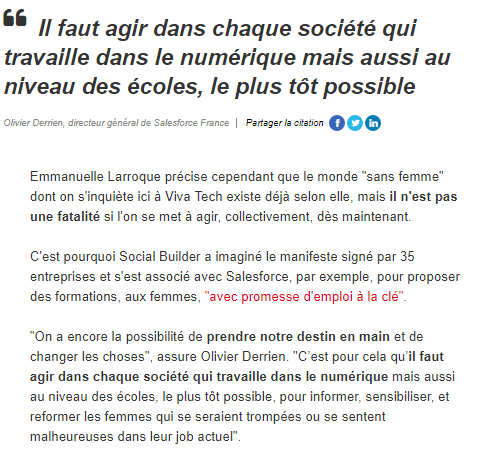 “ Il faut agir dans chaque société qui
travaille dans le numérique mais aussi au
niveau des écoles, le plus tôt possible
Olivier Derrien, directeur général de Salesforce France | Partager la citation
Emmanuelle Larroque précise cependant que le monde "sans femme"
dont on s'inquiète ici à Viva Tech existe déjà selon elle, mais il n'est pas
une fatalité si l'on se met à agir, collectivement, dès maintenant.
C'est pourquoi Social Builder a imaginé le manifeste signé par 35
entreprises et s'est associé avec Salesforce, par exemple, pour proposer
des formations, aux femmes, "avec promesse d'emploi à la clé".
"On a encore la possibilité de prendre notre destin en main et de
changer les choses", assure Olivier Derrien. "C'est pour cela qu'il faut
agir dans chaque société qui travaille dans le numérique mais aussi
au niveau des écoles, le plus tôt possible, pour informer, sensibiliser, et
reformer les femmes qui se seraient trompées ou se sentent
malheureuses dans leur job actuel".